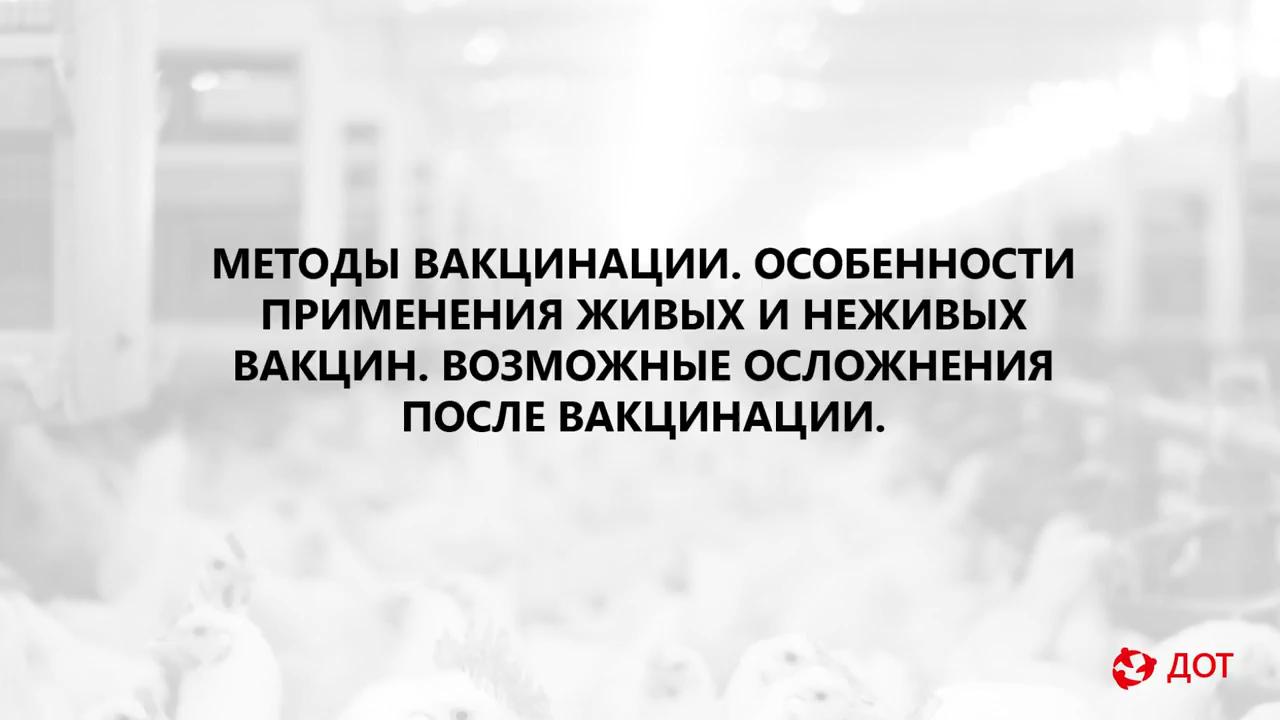 МЕТОДЫ ВАКЦИНАЦИИ. ОСОБЕННОСТИ
ПРИМЕНЕНИЯ ЖИВЫХ И НЕЖИВЫХ
ВАКЦИН. ВОЗМОЖНЫЕ ОСЛОЖНЕНИЯ
ПОСЛЕ ВАКЦИНАЦИИ.
ДОТ